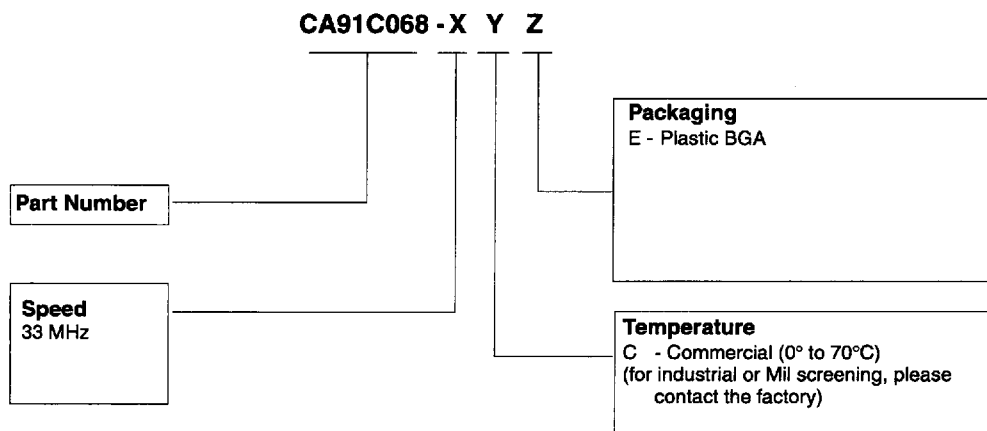 CA91C068 - X Y Z
Packaging
E - Plastic BGA
Part Number
Speed
33 MHz
Temperature
C - Commercial (0° to 70°C)
(for industrial or Mil screening, please
contact the factory)